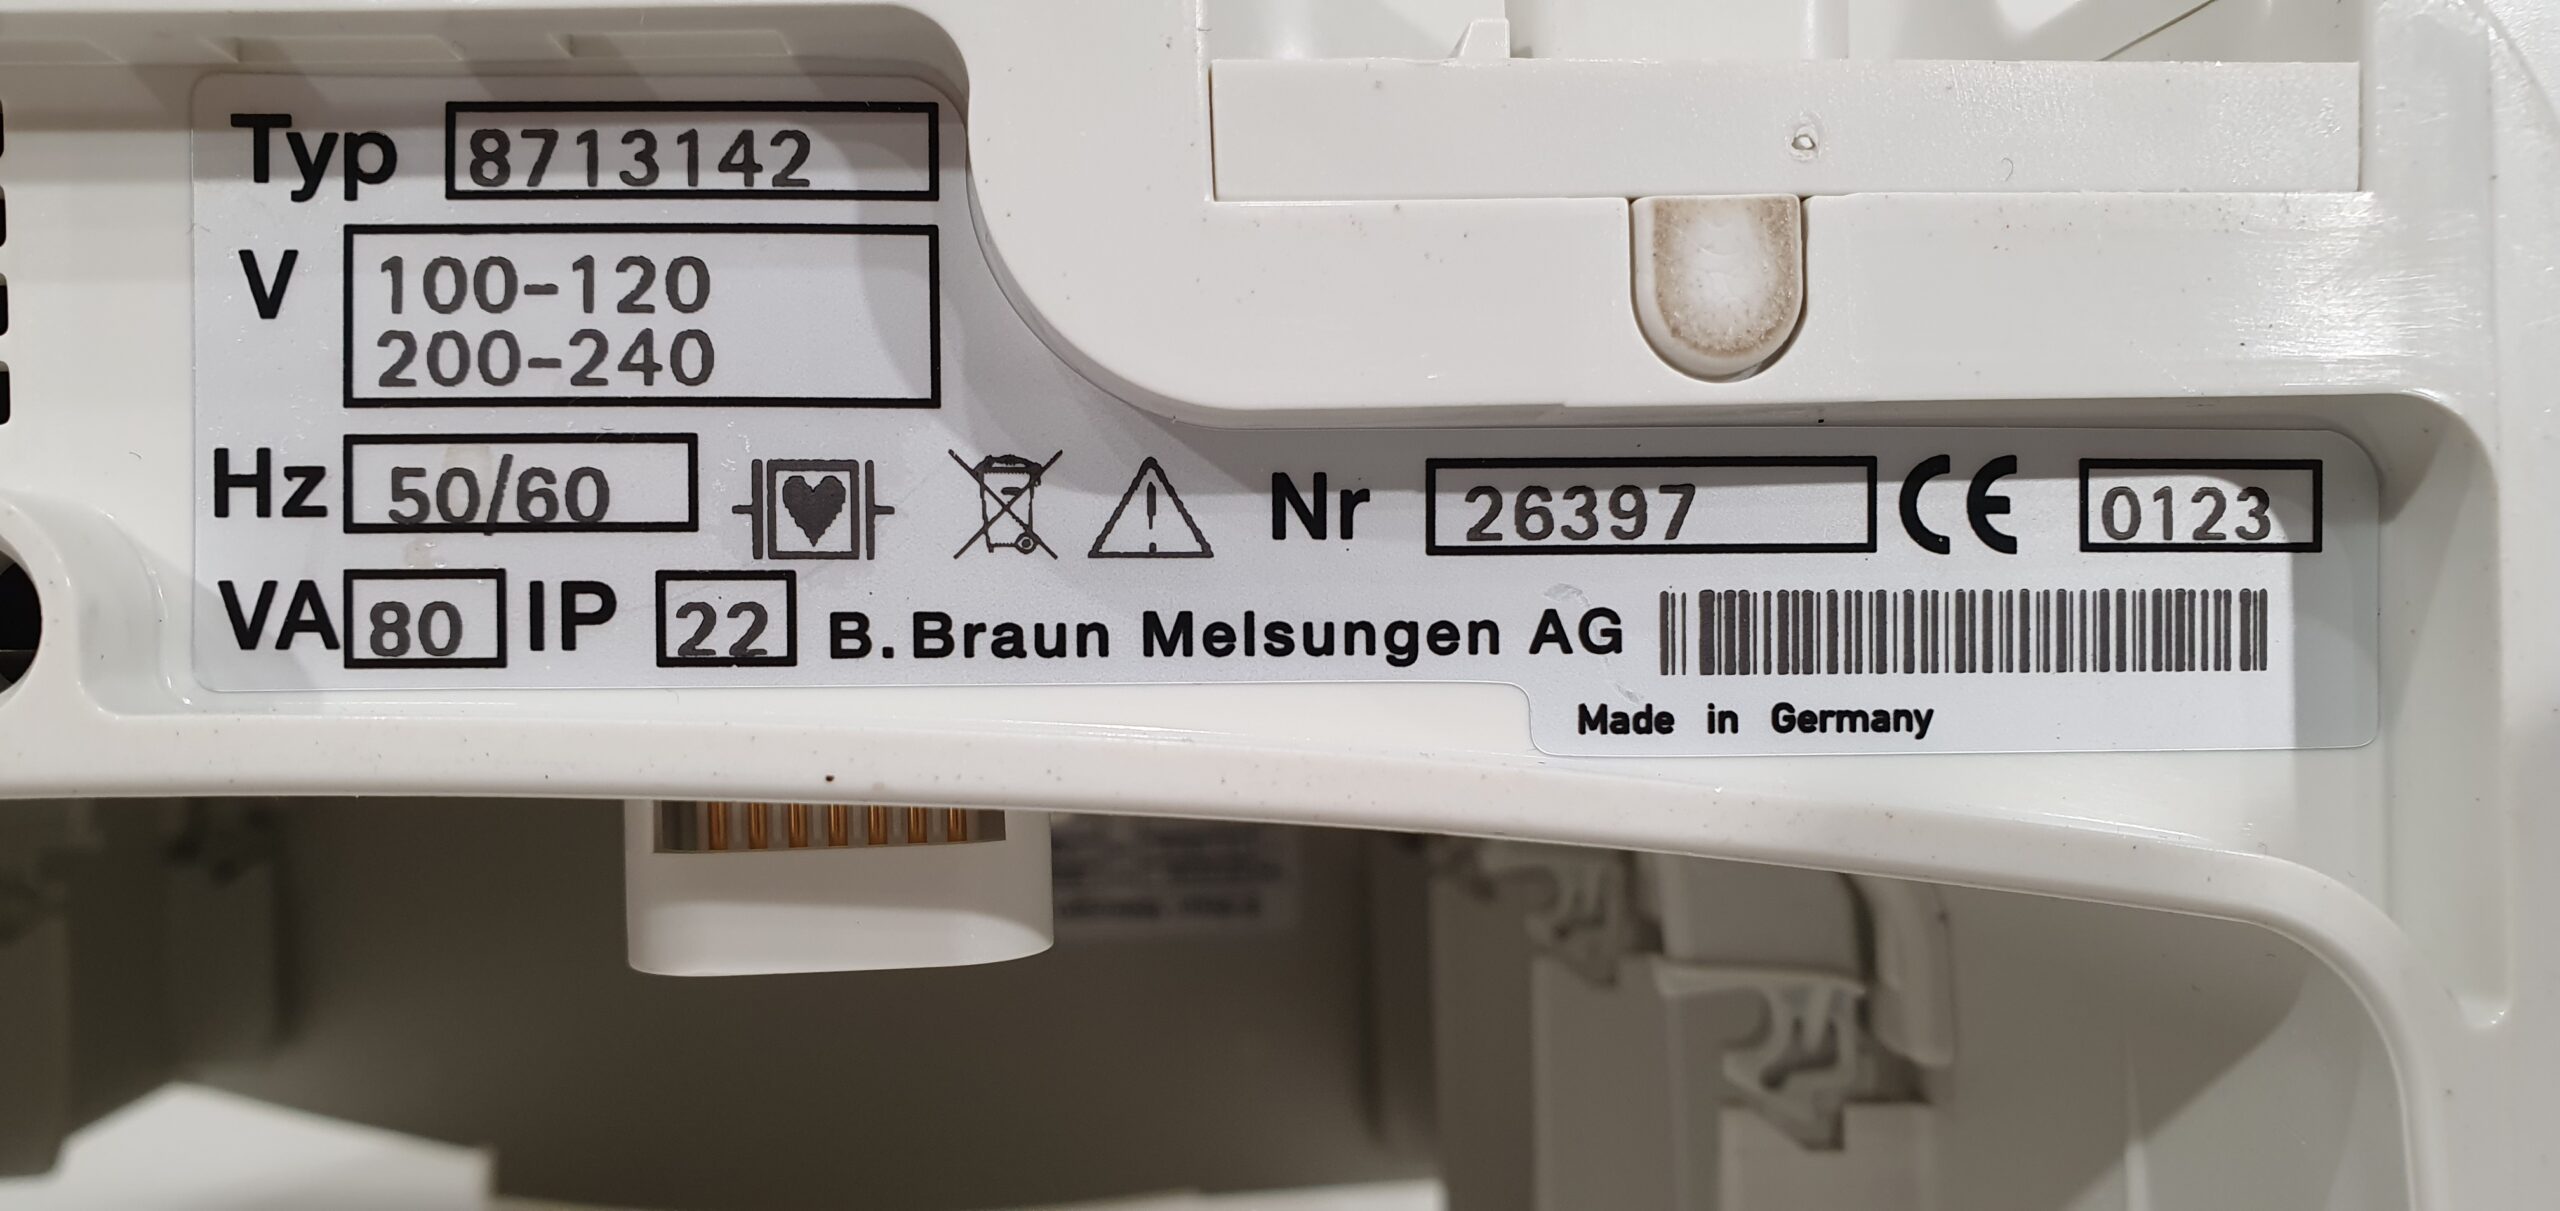 Typ 8713142
V 100-120
200-240
Hz 50/60 Nr 26397 CE 0123
VA 80 IP 22 B. Braun Melsungen AG
Made in Germany